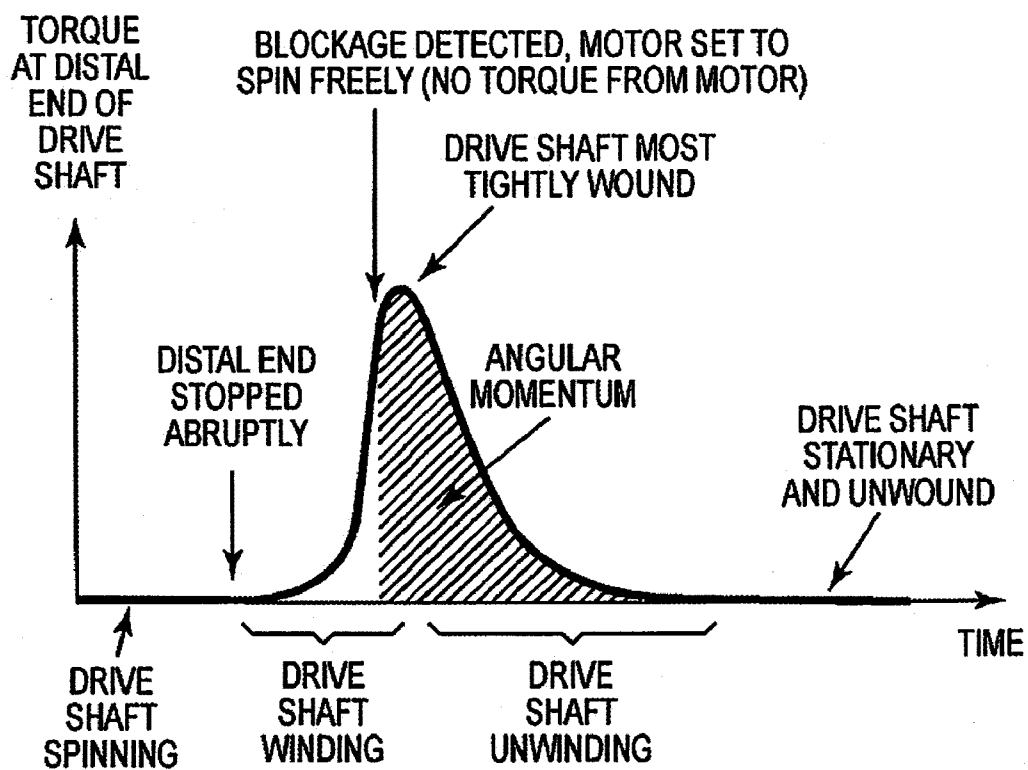 TORQUE
AT DISTAL
END OF
DRIVE
SHAFT
BLOCKAGE DETECTED, MOTOR SET TO
SPIN FREELY (NO TORQUE FROM MOTOR)
DRIVE SHAFT MOST
TIGHTLY WOUND
DISTAL END
STOPPED
ABRUPTLY
ANGULAR
MOMENTUM
DRIVE SHAFT
STATIONARY
AND UNWOUND
TIME
DRIVE
SHAFT
SPINNING
DRIVE
SHAFT
WINDING
DRIVE
SHAFT
UNWINDING